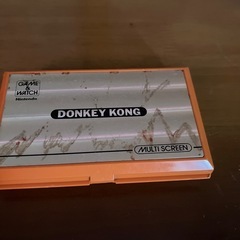 GAME
&
WATCH
Nintendo
DONKEY KONG
MULTI SCREEN